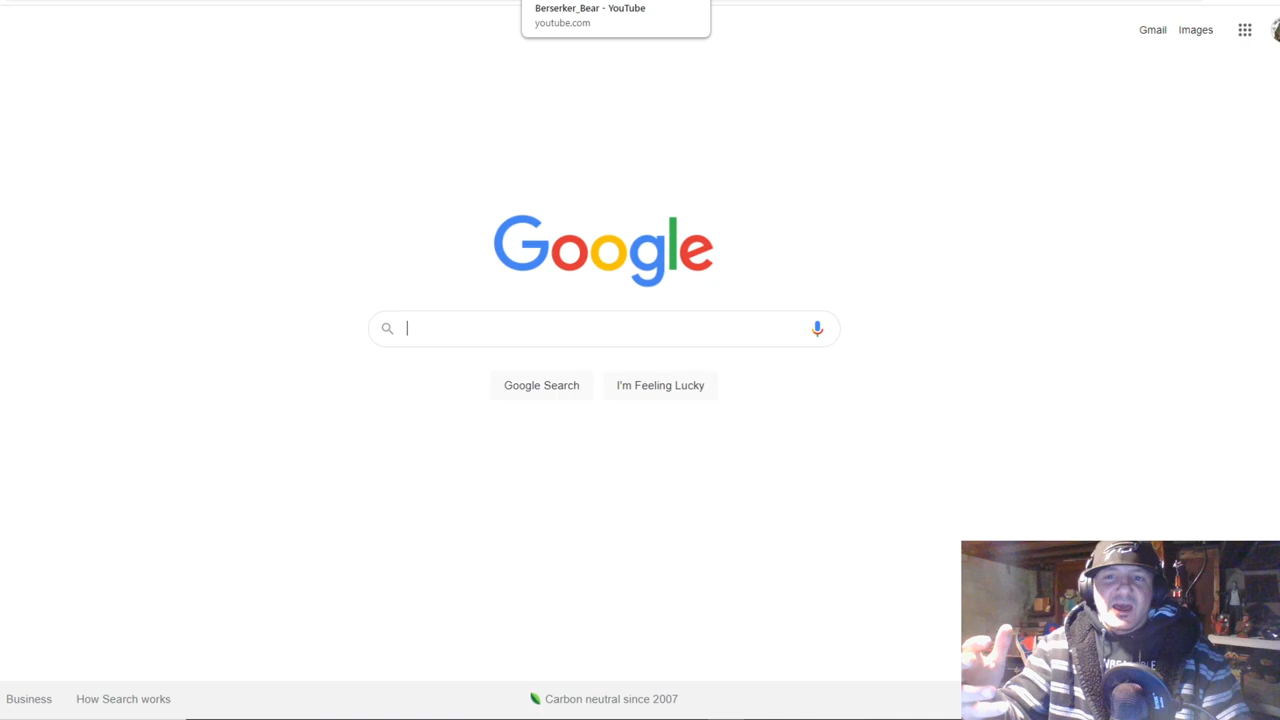 Berserker_Bear - YouTube
youtube.com
Gmail Images
Google
Google Search I'm Feeling Lucky
Business How Search works Carbon neutral since 2007